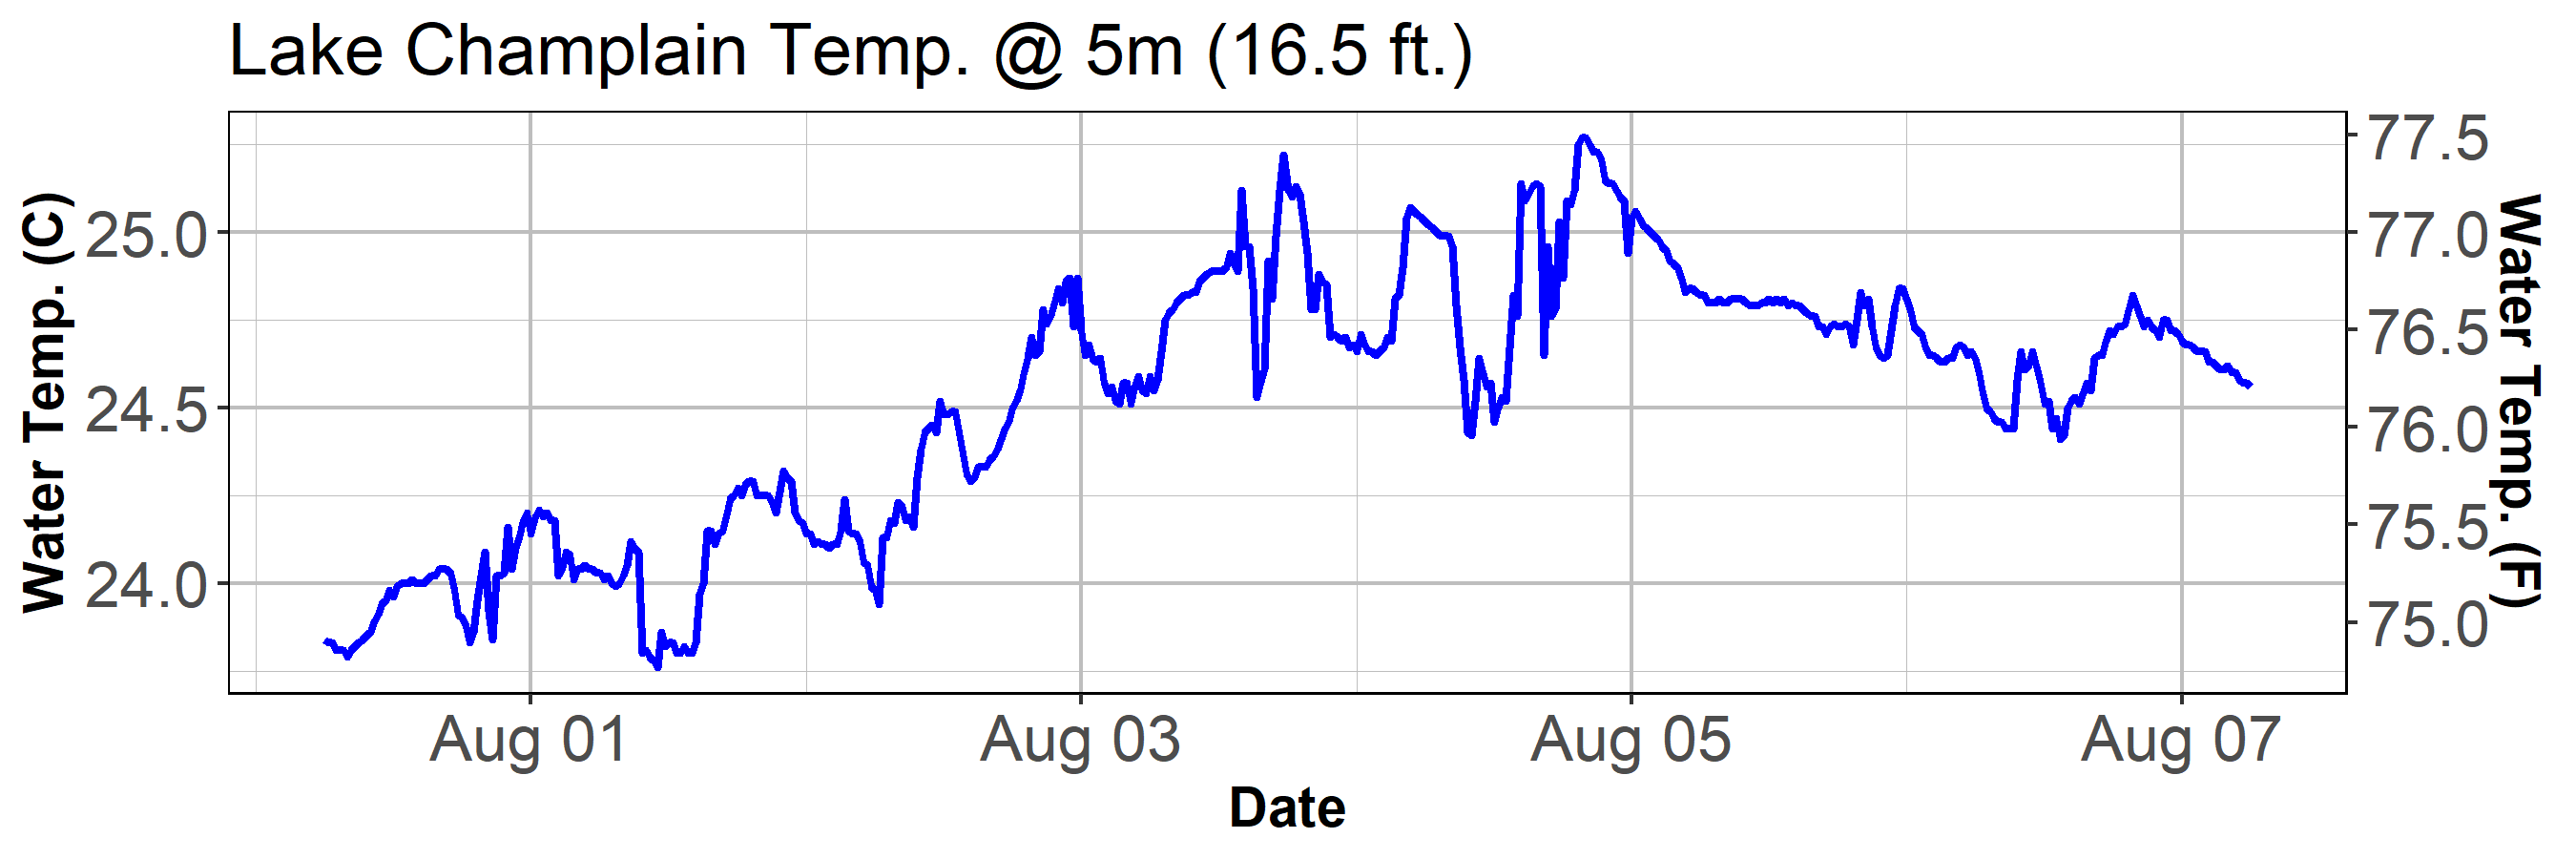 Lake Champlain Temp. @ 5m (16.5 ft.)
Water Temp. (C)
25.0
24.5
24.0
77.5
77.0
76.5
76.0
75.5
75.0
Water Temp. (F)
Aug 01 Aug 03 Aug 05 Aug 07
Date